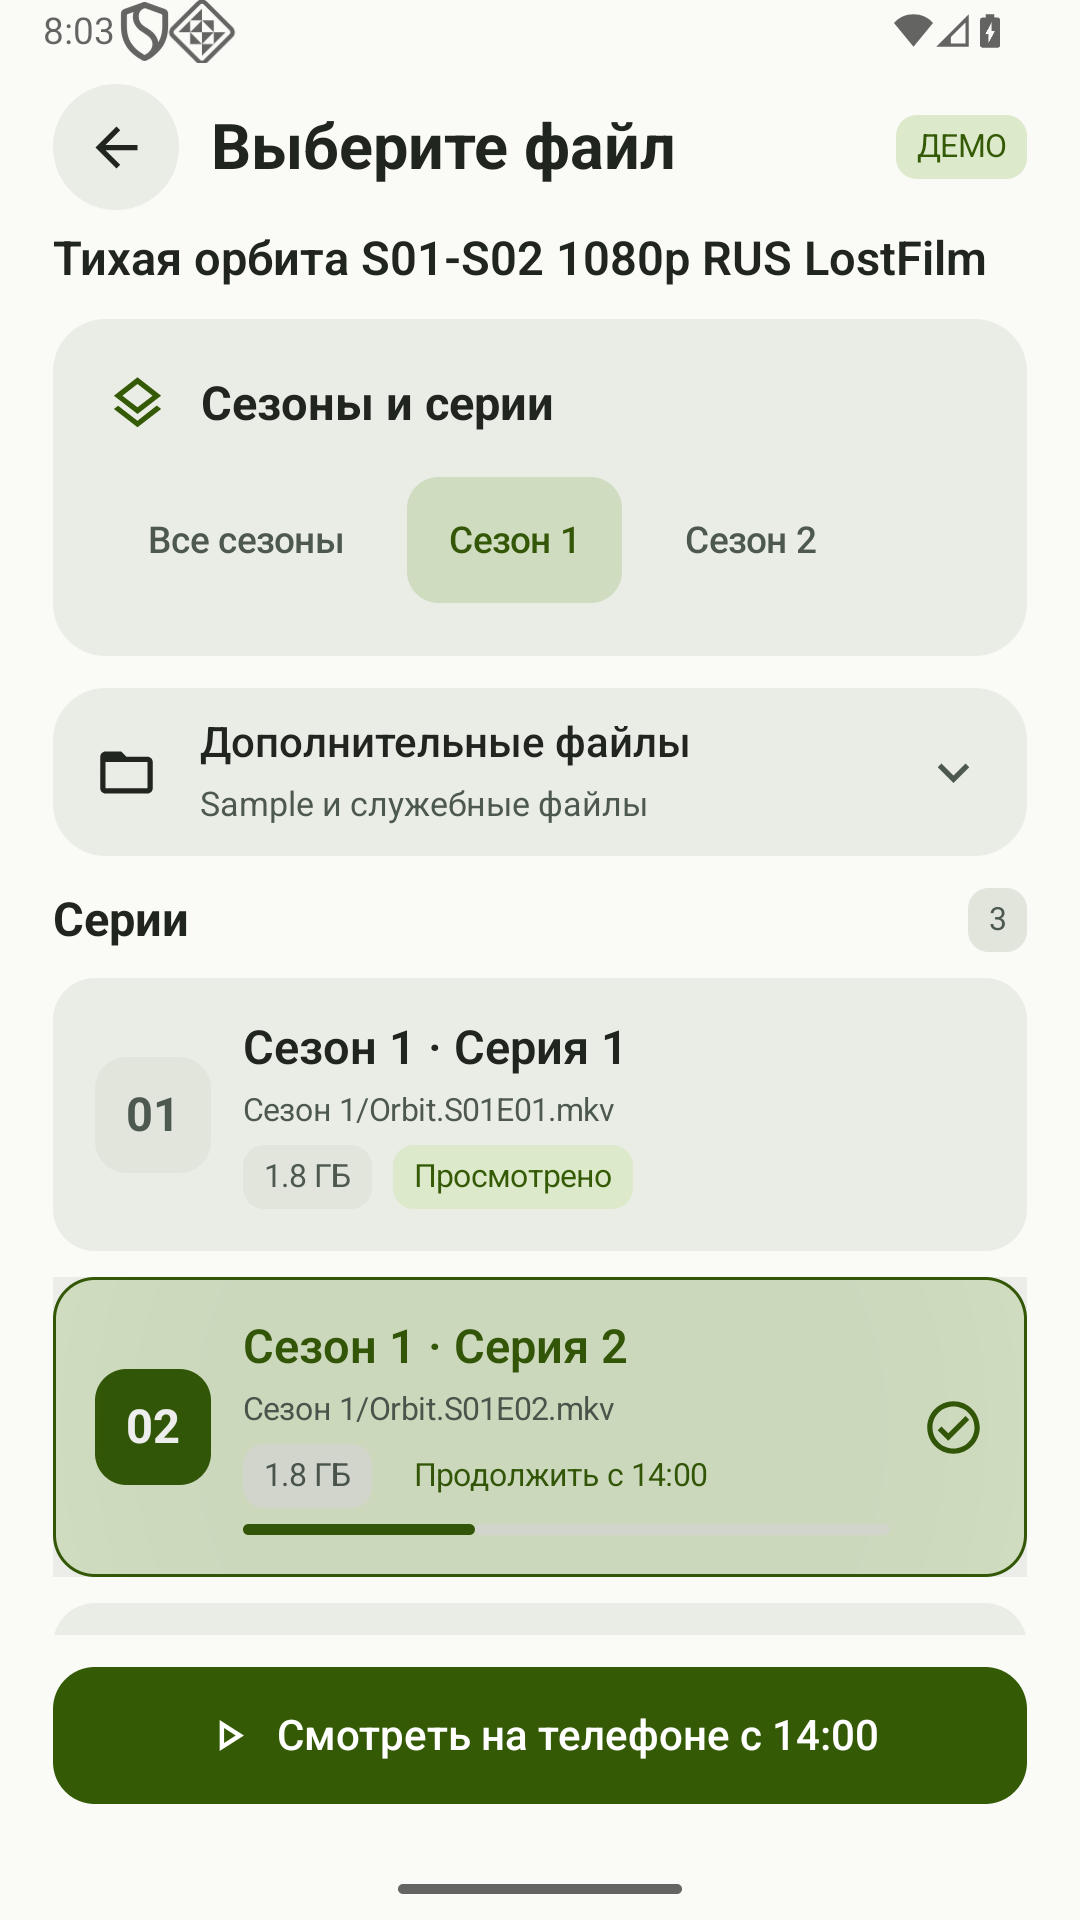 8:03
Выберите файл
ДЕМО
Тихая орбита S01-S02 1080p RUS LostFilm
Сезоны и серии
Все сезоны
Сезон 1
Сезон 2
Дополнительные файлы
Sample и служебные файлы
Серии
3
01
Сезон 1 · Серия 1
Сезон 1/Orbit.S01E01.mkv
1.8 ГБ
Просмотрено
02
Сезон 1 · Серия 2
Сезон 1/Orbit.S01E02.mkv
1.8 ГБ
Продолжить с 14:00
Смотреть на телефоне с 14:00